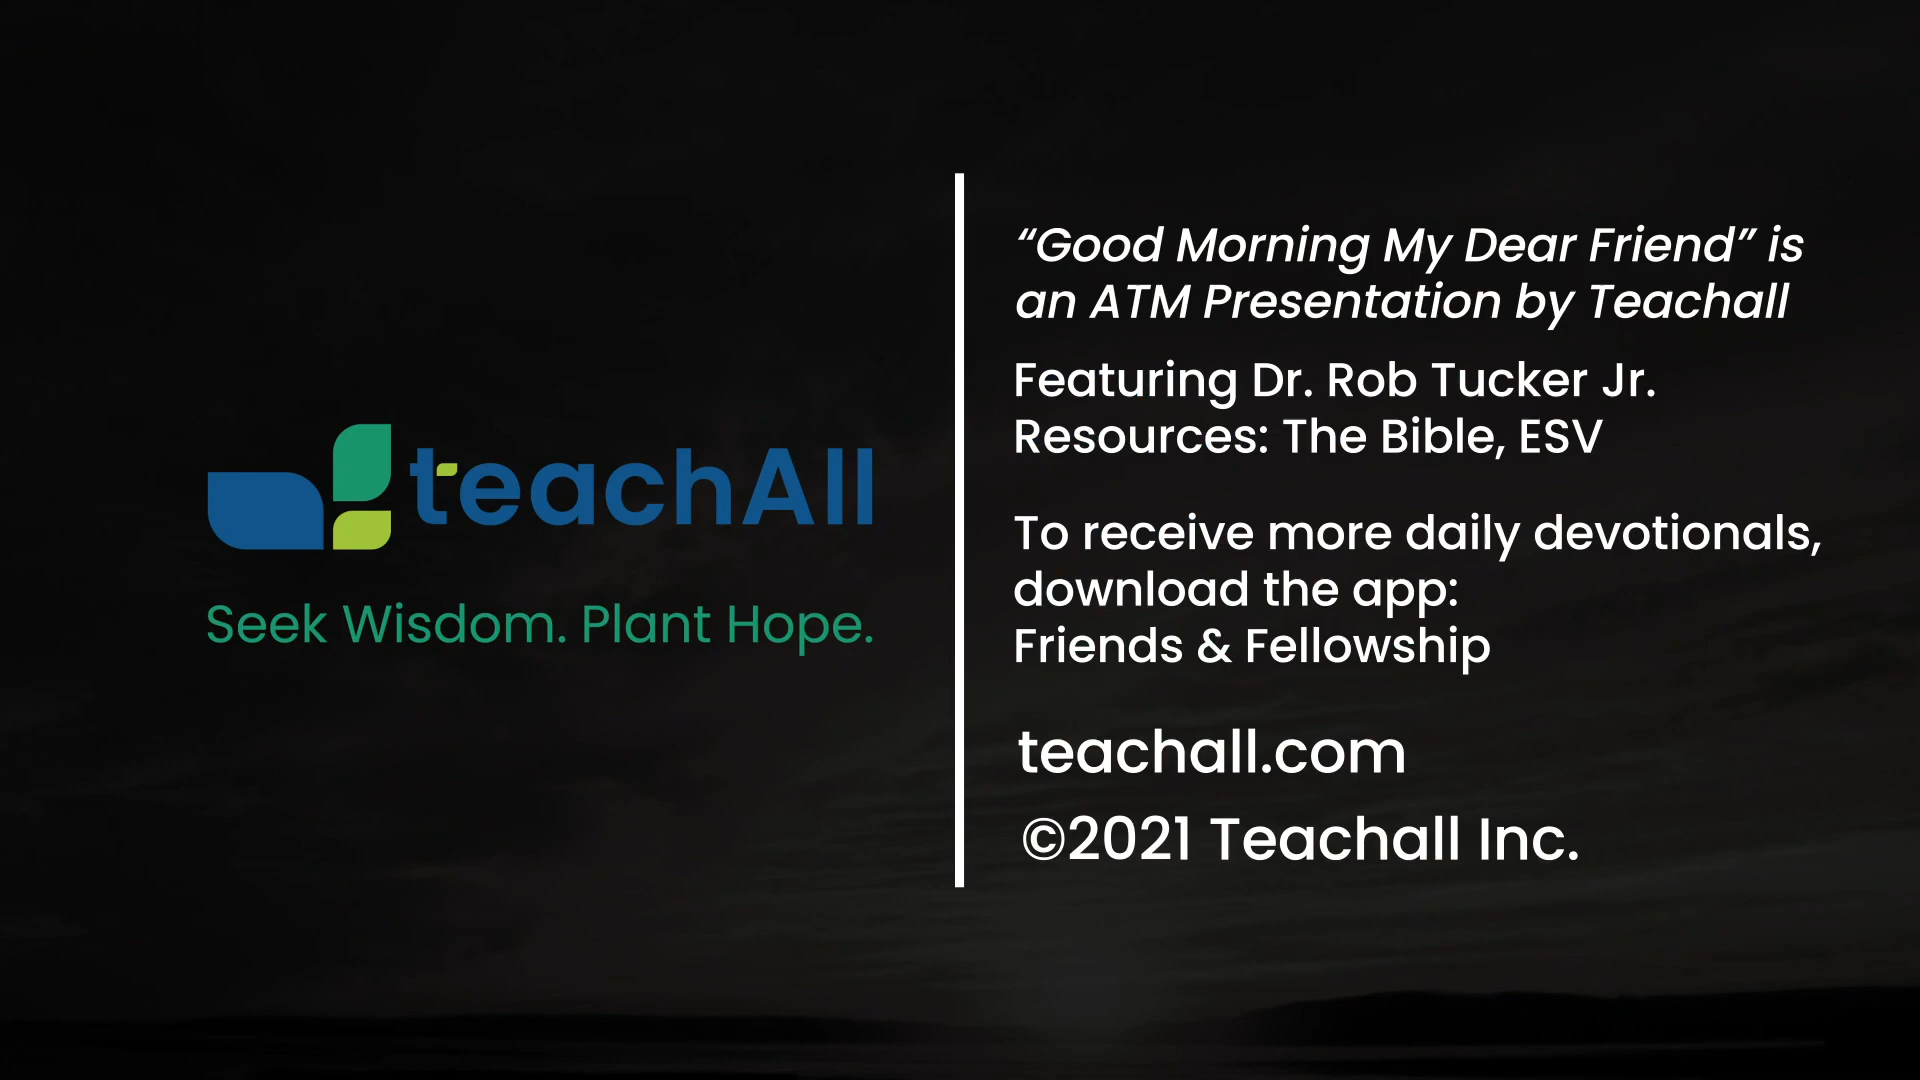 teachAll
Seek Wisdom. Plant Hope.
“Good Morning My Dear Friend” is
an ATM Presentation by Teachall
Featuring Dr. Rob Tucker Jr.
Resources: The Bible, ESV
To receive more daily devotionals,
download the app:
Friends & Fellowship
teachall.com
©2021 Teachall Inc.